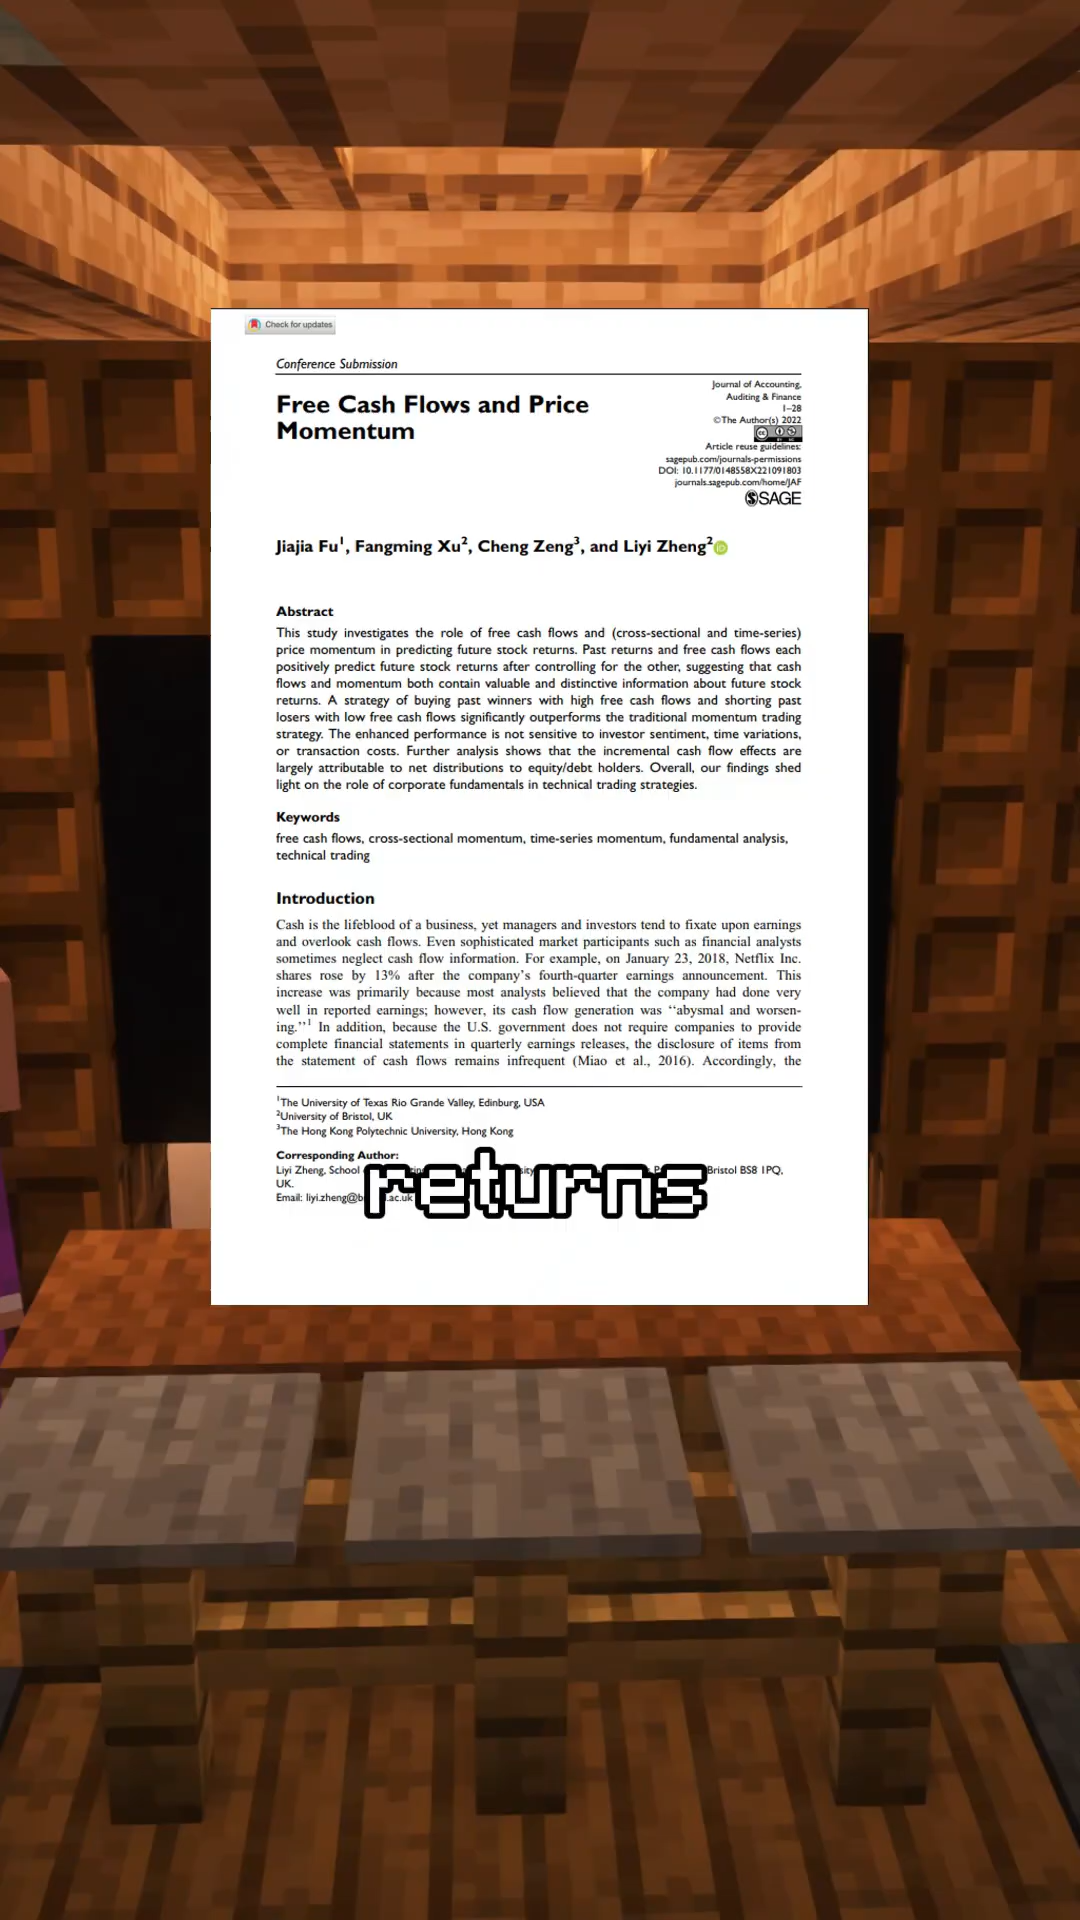 Check for updates
Conference Submission
Free Cash Flows and Price
Momentum
Journal of Accounting,
Auditing & Finance
1–28
©The Author(s) 2022
Article reuse guidelines:
sagepub.com/journals-permissions
DOI: 10.1177/0148558X221091803
journals.sagepub.com/home/JAF
SAGE
Jiajia Fu1, Fangming Xu2, Cheng Zeng3, and Liyi Zheng2
Abstract
This study investigates the role of free cash flows and (cross-sectional and time-series)
price momentum in predicting future stock returns. Past returns and free cash flows each
positively predict future stock returns after controlling for the other, suggesting that cash
flows and momentum both contain valuable and distinctive information about future stock
returns. A strategy of buying past winners with high free cash flows and shorting past
losers with low free cash flows significantly outperforms the traditional momentum trading
strategy. The enhanced performance is not sensitive to investor sentiment, time variations,
or transaction costs. Further analysis shows that the incremental cash flow effects are
largely attributable to net distributions to equity/debt holders. Overall, our findings shed
light on the role of corporate fundamentals in technical trading strategies.
Keywords
free cash flows, cross-sectional momentum, time-series momentum, fundamental analysis,
technical trading
Introduction
Cash is the lifeblood of a business, yet managers and investors tend to fixate upon earnings
and overlook cash flows. Even sophisticated market participants such as financial analysts
sometimes neglect cash flow information. For example, on January 23, 2018, Netflix Inc.
shares rose by 13% after the company's fourth-quarter earnings announcement. This
increase was primarily because most analysts believed that the company had done very
well in reported earnings; however, its cash flow generation was ‘‘abysmal and worsen-
ing.’’1 In addition, because the U.S. government does not require companies to provide
complete financial statements in quarterly earnings releases, the disclosure of items from
the statement of cash flows remains infrequent (Miao et al., 2016). Accordingly, the
1The University of Texas Rio Grande Valley, Edinburg, USA
2University of Bristol, UK
3The Hong Kong Polytechnic University, Hong Kong
Corresponding Author:
Liyi Zheng, School Bristol BS8 1PQ,
UK.
Email: liyi.zheng@b .ac.uk
returns